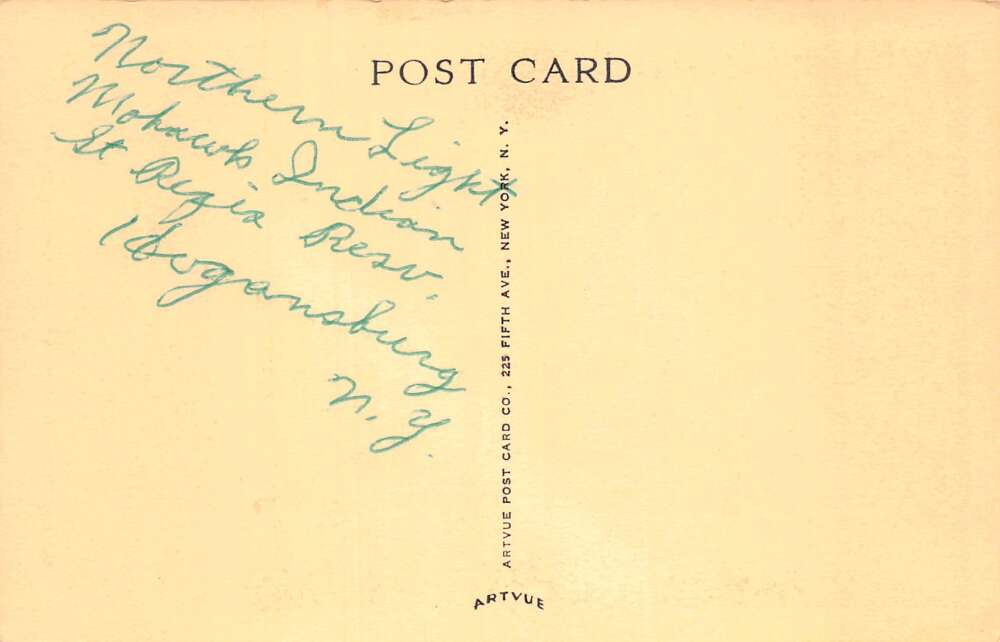 POST CARD
Northern Light
Mohawk Indian
St Regis Resv.
Hogansburg
N.Y.
ARTVUE POST CARD CO., 225 FIFTH AVE., NEW YORK, N. Y.
ARTVUE